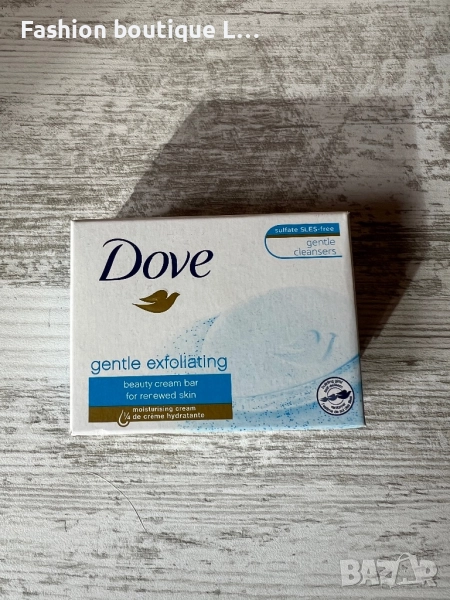 Fashion boutique L...
sulfate SLES-free
gentle
cleansers
Dove
gentle exfoliating
beauty cream bar
for renewed skin
moisturising cream
¼ de crème hydratante
BAZAR